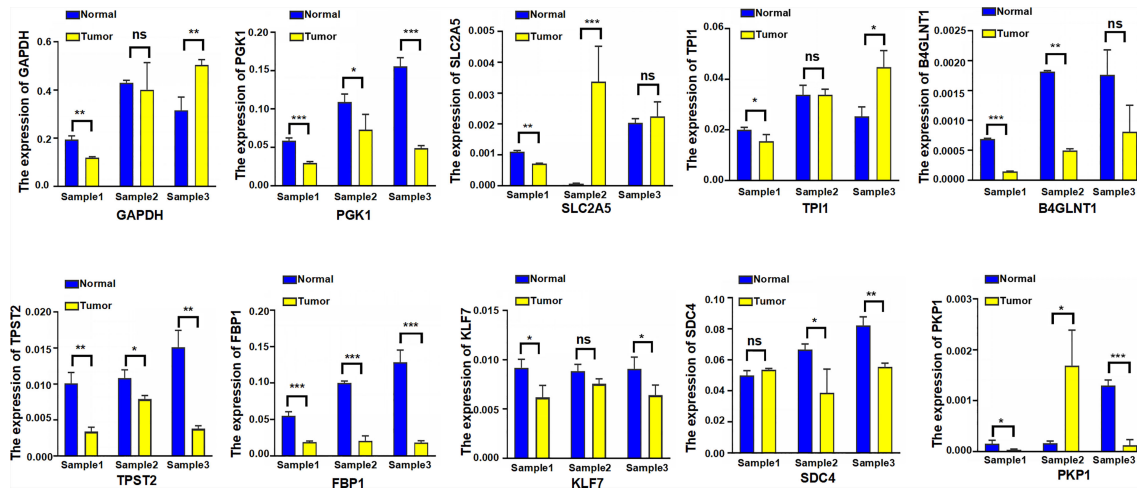 Normal
Tumor
The expression of GAPDH
0.6
0.4
0.2
0.0
**
ns
**
Sample1 Sample2 Sample3
GAPDH
Normal
Tumor
The expression of PGK1
0.20
0.15
0.10
0.05
0.00
***
*
***
Sample1 Sample2 Sample3
PGK1
Normal
Tumor
The expression of SLC2A5
0.005
0.004
0.003
0.002
0.001
0.000
**
***
ns
Sample1 Sample2 Sample3
SLC2A5
Normal
Tumor
The expression of TPI1
0.06
0.04
0.02
0.00
*
ns
*
Sample1 Sample2 Sample3
TPI1
Normal
Tumor
The expression of B4GLNT1
0.0025
0.0020
0.0015
0.0010
0.0005
0.0000
***
**
ns
Sample1 Sample2 Sample3
B4GLNT1
Normal
Tumor
The expression of TPST2
0.020
0.015
0.010
0.005
0.000
**
*
**
Sample1 Sample2 Sample3
TPST2
Normal
Tumor
The expression of FBP1
0.20
0.15
0.10
0.05
0.00
***
***
***
Sample1 Sample2 Sample3
FBP1
Normal
Tumor
The expression of KLF7
0.015
0.010
0.005
*
ns
*
Sample1 Sample2 Sample3
KLF7
Normal
Tumor
The expression of SDC4
0.10
0.08
0.06
0.04
0.02
0.00
ns
*
**
Sample1 Sample2 Sample3
SDC4
Normal
Tumor
The expression of PKP1
0.003
0.002
0.001
0.000
*
*
***
Sample1 Sample2 Sample3
PKP1